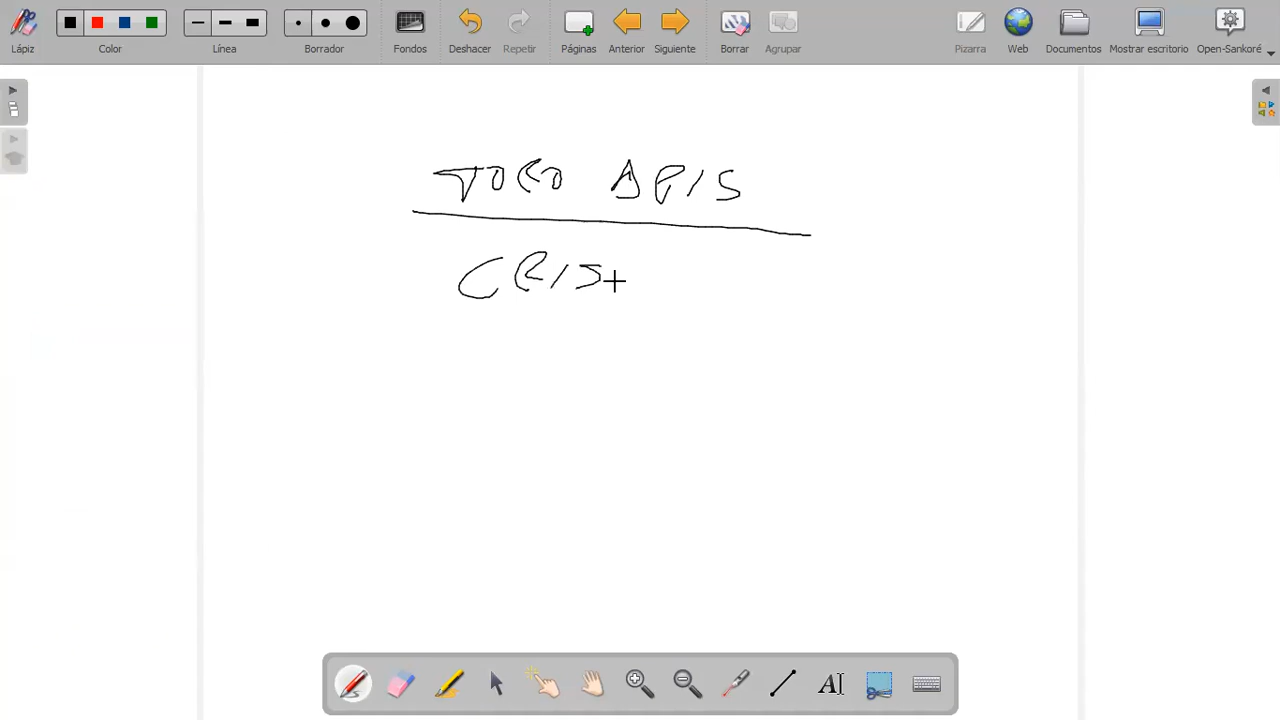 Lápiz Color Línea Borrador Fondos Deshacer Repetir Páginas Anterior Siguiente Borrar Agrupar Pizarra Web Documentos Mostrar escritorio Open-Sankoré
TORO APIS
CRIS